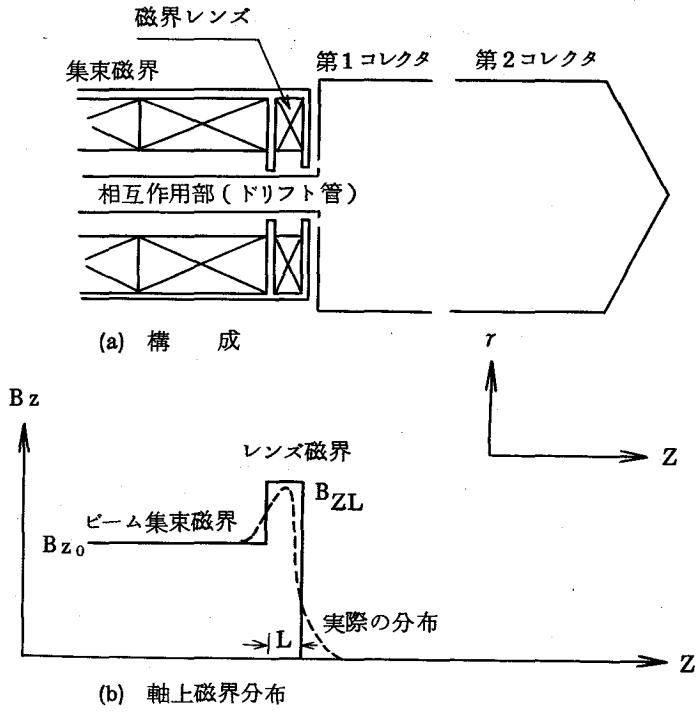 磁界レンズ
集束磁界
第1コレクタ
第2コレクタ
相互作用部(ドリフト管)
(a) 構 成
r
Z
Bz
レンズ磁界
BZL
ビーム集束磁界
Bz0
L
実際の分布
Z
(b) 軸上磁界分布